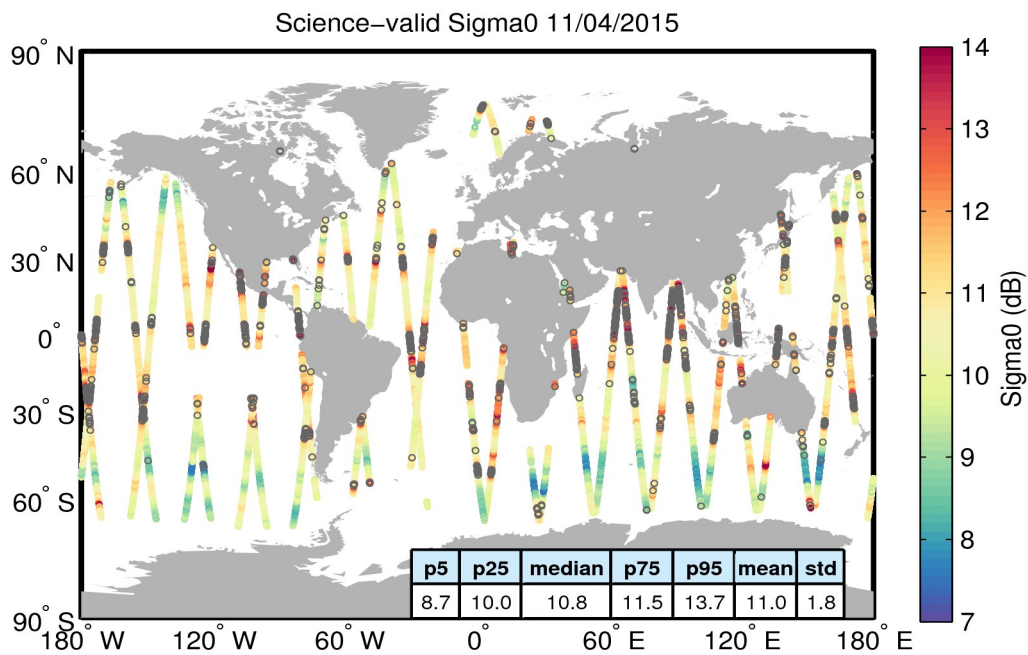 Science−valid Sigma0 11/04/2015
90° N
60° N
30° N
0°
30° S
60° S
90° S
180° W
120° W
60° W
0°
60° E
120° E
180° E
p5 p25 median p75 p95 mean std
8.7 10.0 10.8 11.5 13.7 11.0 1.8
14
13
12
11
10
9
8
7
Sigma0 (dB)